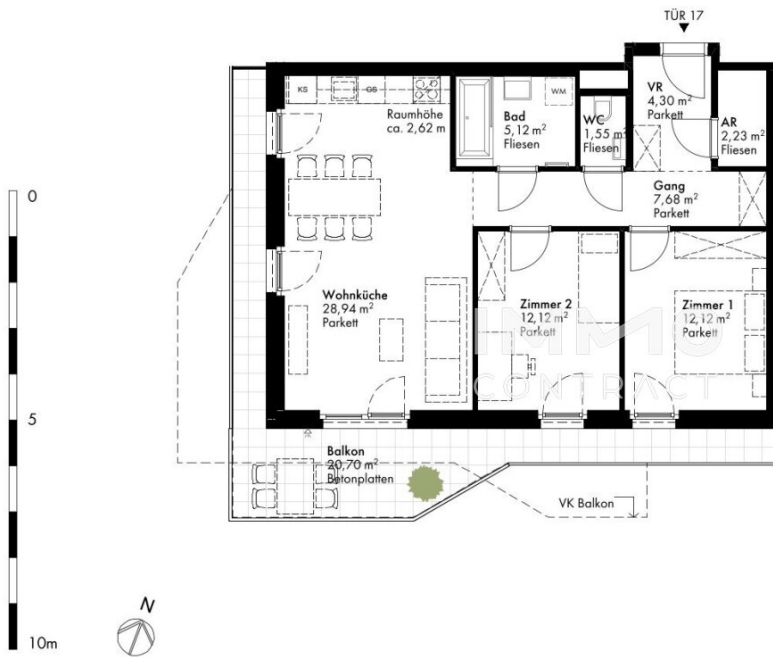 TÜR 17
VR
4,30 m²
Parkett
AR
2,23 m²
Fliesen
KS
GS
WM
Raumhöhe
ca. 2,62 m
Bad
5,12 m²
Fliesen
WC
1,55 m²
Fliesen
Gang
7,68 m²
Parkett
Wohnküche
28,94 m²
Parkett
Zimmer 2
12,12 m²
Parkett
Zimmer 1
12,12 m²
Parkett
IMMO
CONTRACT
Balkon
20,70 m²
Betonplatten
VK Balkon
0
5
10m
N